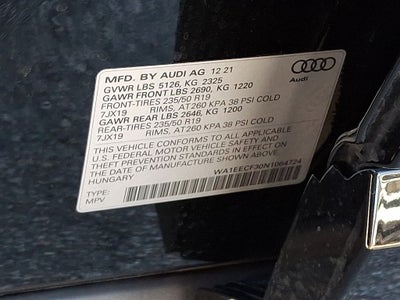 MFD. BY AUDI AG 12 21
GVWR LBS 5126, KG 2325
GAWR FRONT LBS 2690, KG 1220
FRONT-TIRES 235/50 R19
7JX19 RIMS, AT260 KPA 38 PSI COLD
GAWR REAR LBS 2646, KG 1200
REAR-TIRES 235/50 R19
7JX19 RIMS, AT260 KPA 38 PSI COLD
THIS VEHICLE CONFORMS TO ALL APPLICABLE
U.S. FEDERAL MOTOR VEHICLE SAFETY AND
THEFT PREVENTION STANDARDS IN EFFECT ON
THE DATE OF MANUFACTURE SHOWN ABOVE.
HUNGARY
WA1EECF30N1064724
TYPE:
MPV
Audi